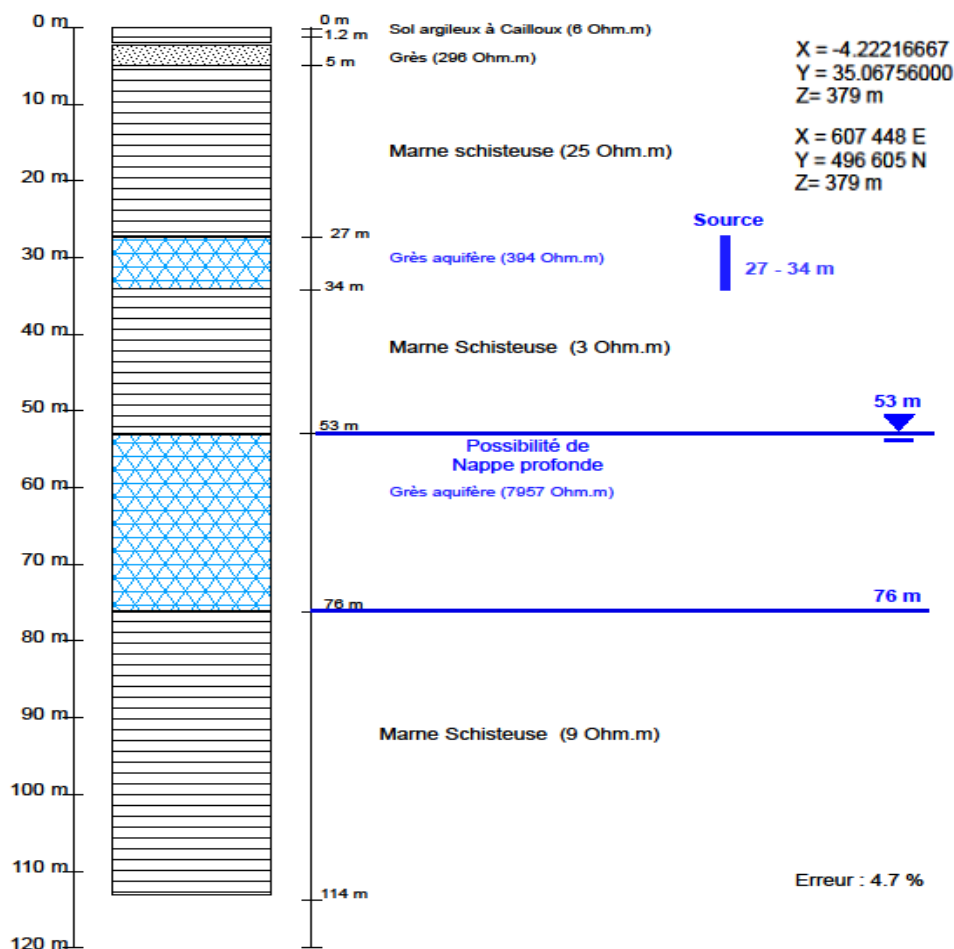 0 m
10 m
20 m
30 m
40 m
50 m
60 m
70 m
80 m
90 m
100 m
110 m
120 m
0 m
1.2 m
5 m
27 m
34 m
53 m
76 m
114 m
Sol argileux à Cailloux (6 Ohm.m)
Grès (296 Ohm.m)
Marne schisteuse (25 Ohm.m)
Grès aquifère (394 Ohm.m)
Marne Schisteuse (3 Ohm.m)
Possibilité de
Nappe profonde
Grès aquifère (7957 Ohm.m)
Marne Schisteuse (9 Ohm.m)
X = -4.22216667
Y = 35.06756000
Z= 379 m
X = 607 448 E
Y = 496 605 N
Z= 379 m
Source
27 - 34 m
53 m
76 m
Erreur : 4.7 %